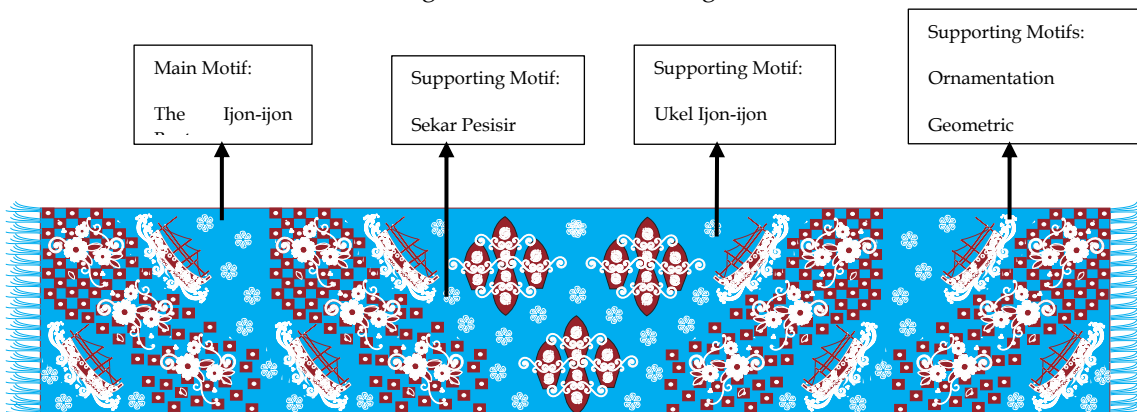 Main Motif:
The Ijon-ijon
Supporting Motif:
Sekar Pesisir
Supporting Motif:
Ukel Ijon-ijon
Supporting Motifs:
Ornamentation
Geometric